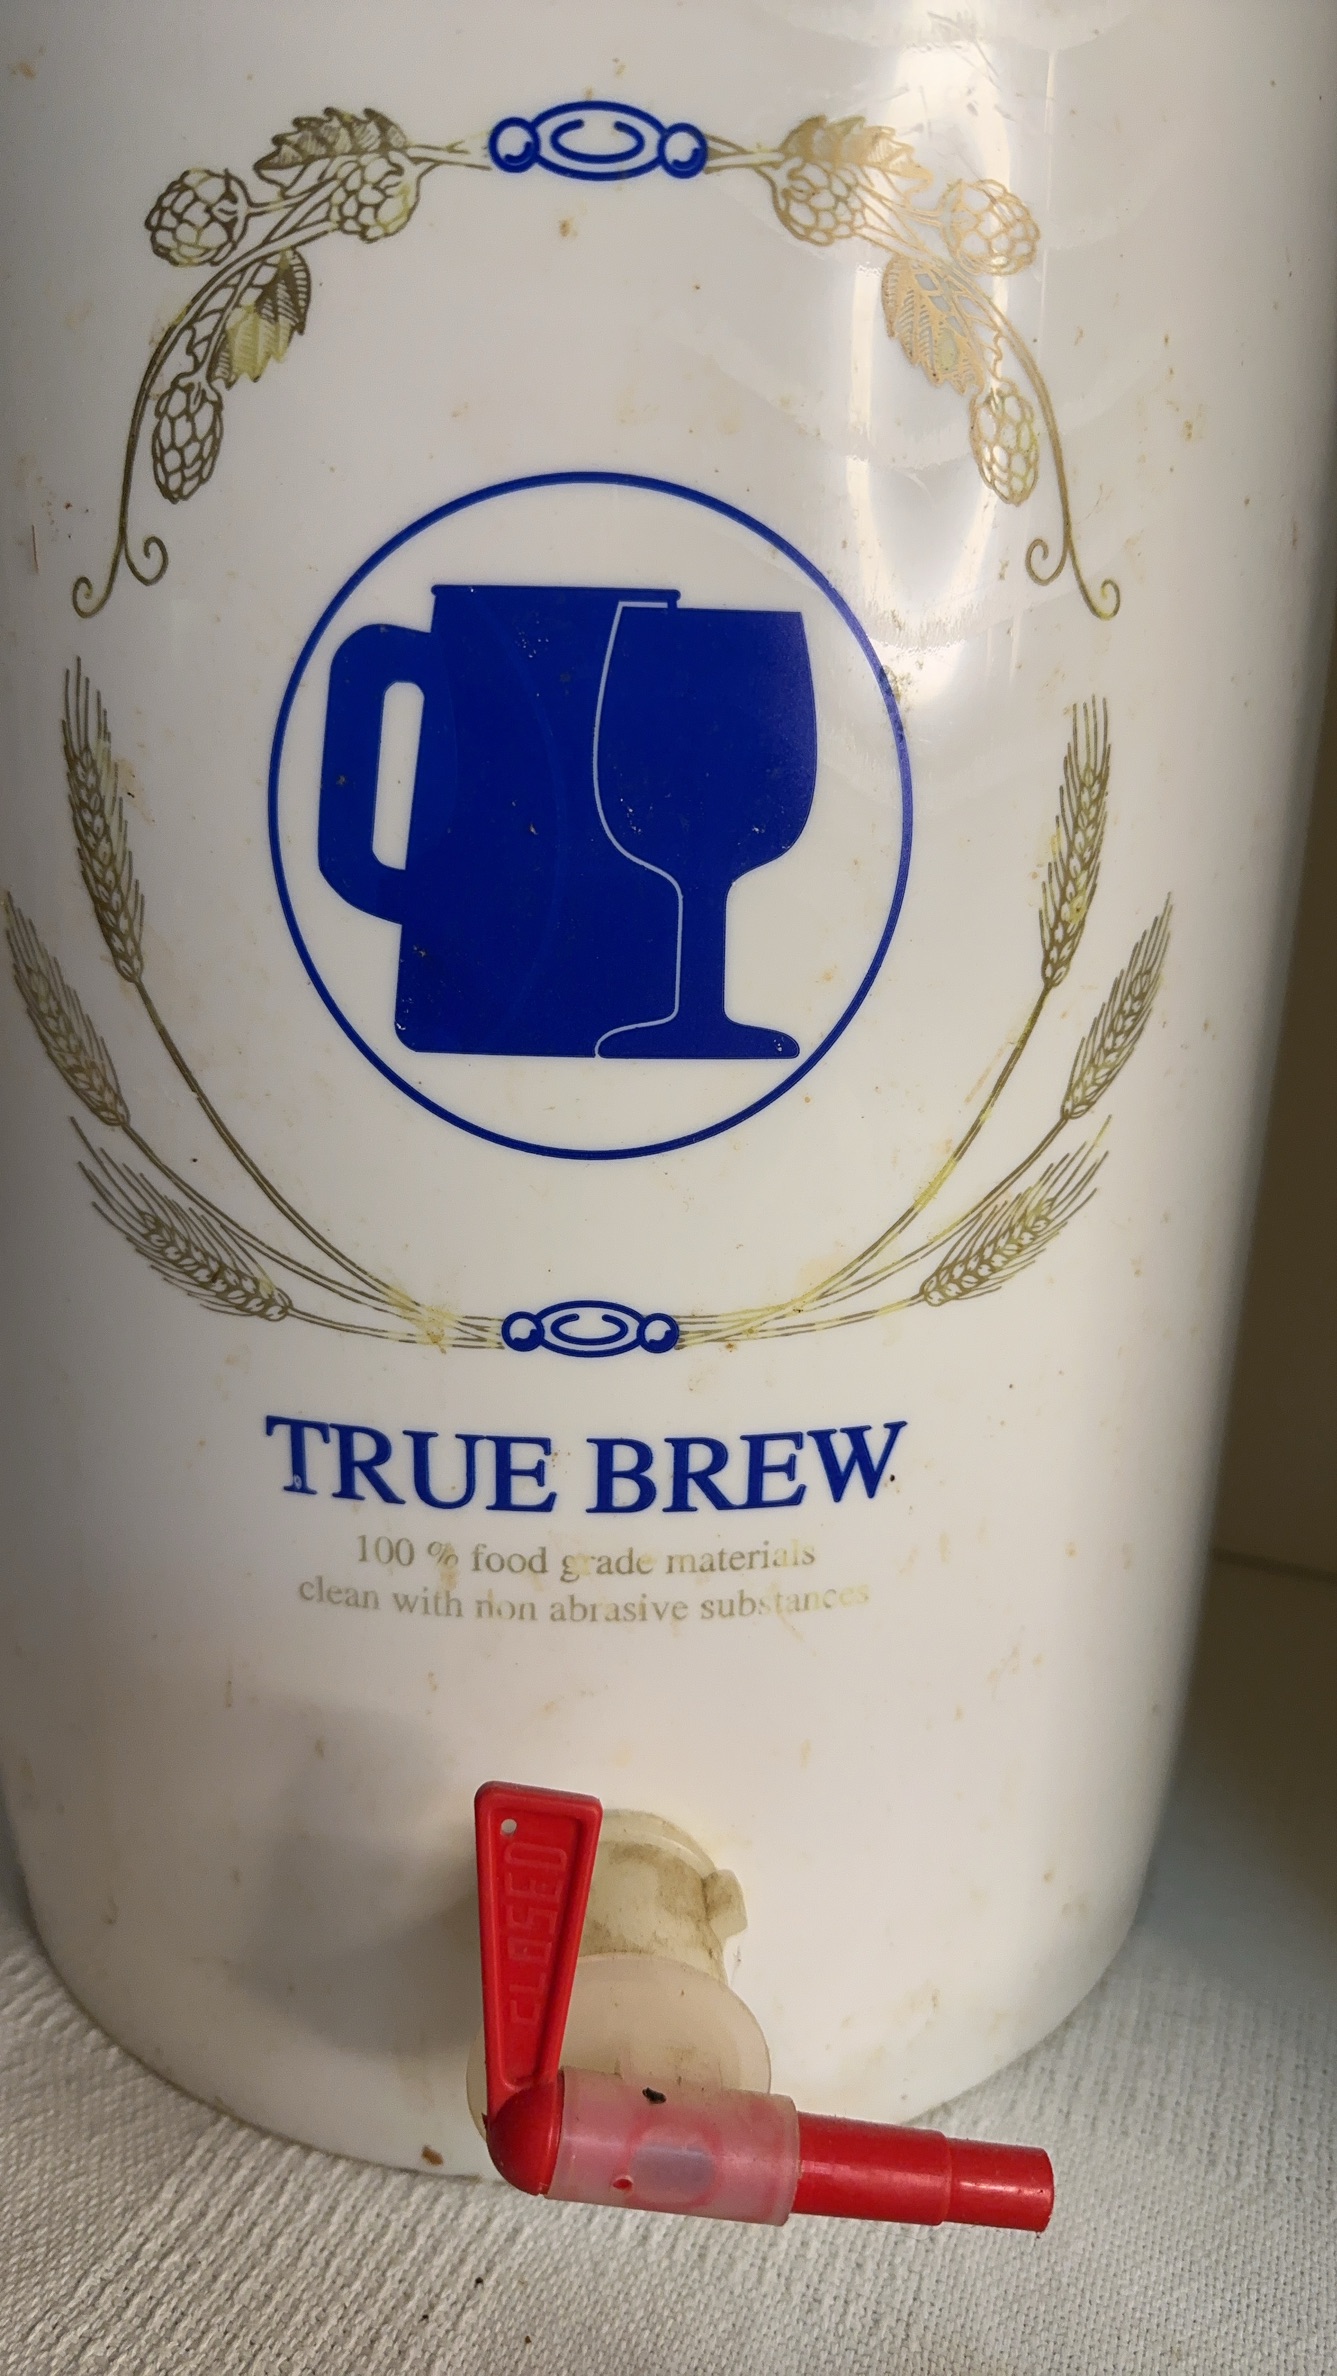 TRUE BREW
100 % food grade materials
clean with non abrasive substances
CLOSED